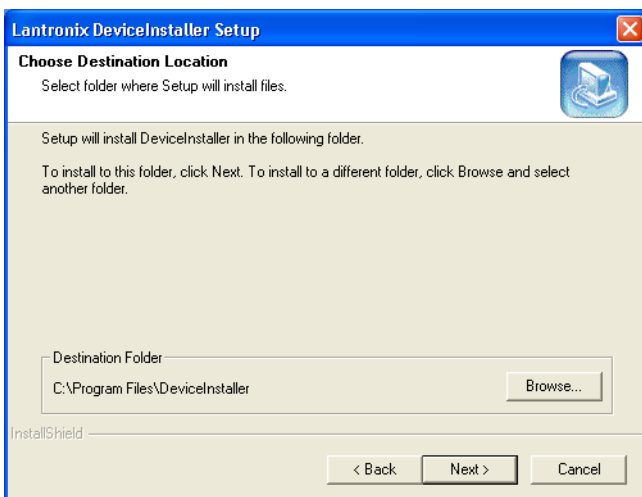 Lantronix DeviceInstaller Setup
Choose Destination Location
Select folder where Setup will install files.
Setup will install DeviceInstaller in the following folder.
To install to this folder, click Next. To install to a different folder, click Browse and select
another folder.
Destination Folder
C:\Program Files\DeviceInstaller
Browse...
InstallShield
< Back
Next >
Cancel